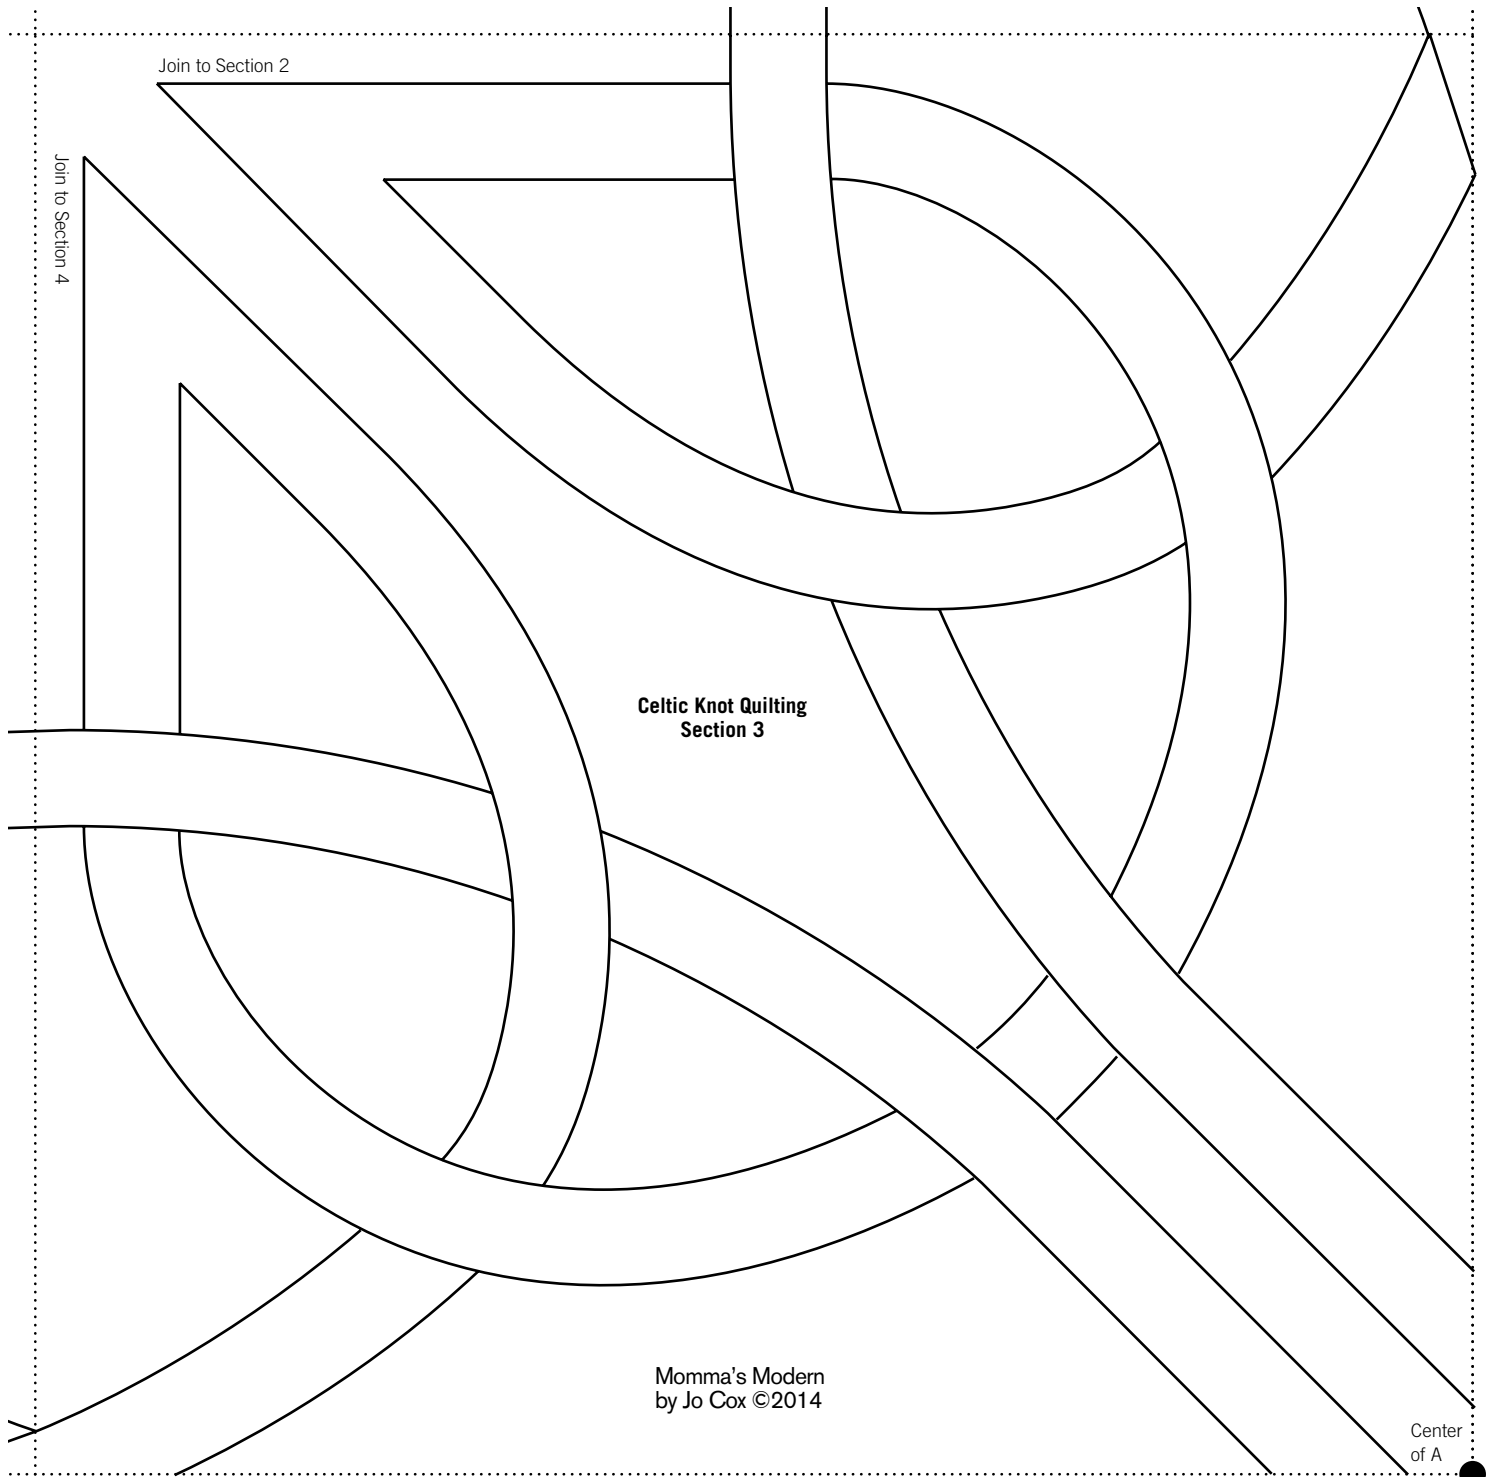 Join to Section 2
Join to Section 4
Celtic Knot Quilting
Section 3
Momma's Modern
by Jo Cox ©2014
Center
of A